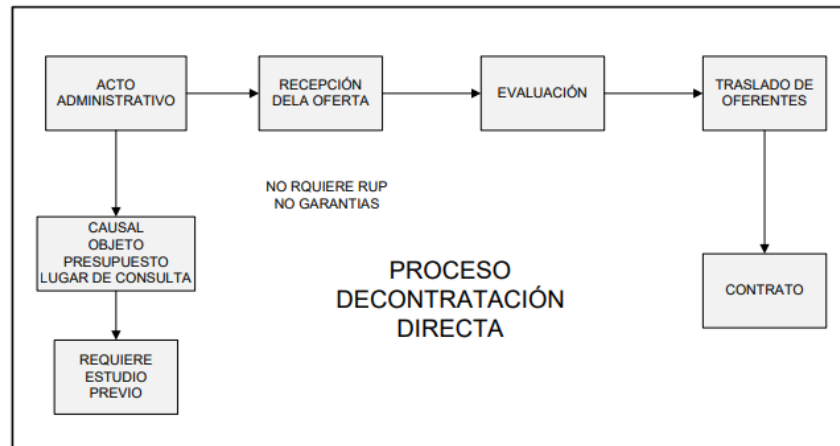 ACTO
ADMINISTRATIVO
RECEPCIÓN
DELA OFERTA
EVALUACIÓN
TRASLADO DE
OFERENTES
NO RQUIERE RUP
NO GARANTIAS
CAUSAL
OBJETO
PRESUPUESTO
LUGAR DE CONSULTA
PROCESO
DECONTRATACIÓN
DIRECTA
CONTRATO
REQUIERE
ESTUDIO
PREVIO